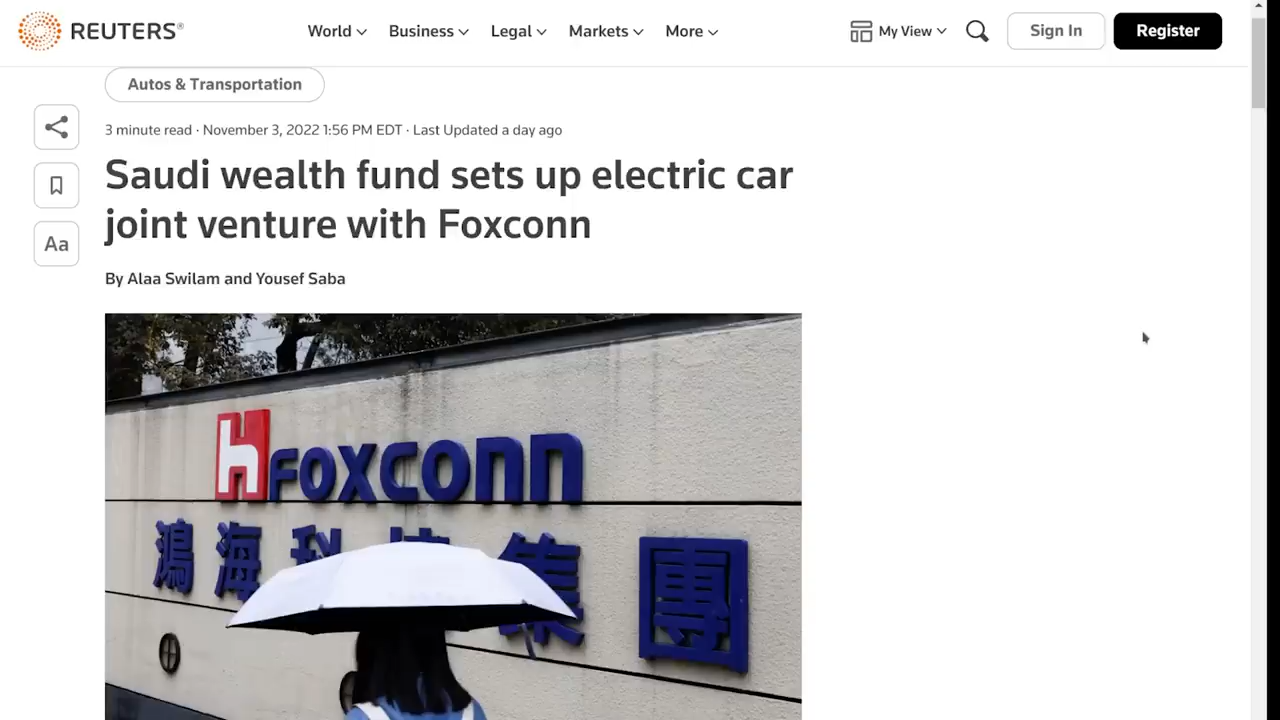 REUTERS®
World Business Legal Markets More My View Sign In Register
Autos & Transportation
3 minute read · November 3, 2022 1:56 PM EDT · Last Updated a day ago
Saudi wealth fund sets up electric car
joint venture with Foxconn
Aa
By Alaa Swilam and Yousef Saba
FOXCONN
鴻海科技集團